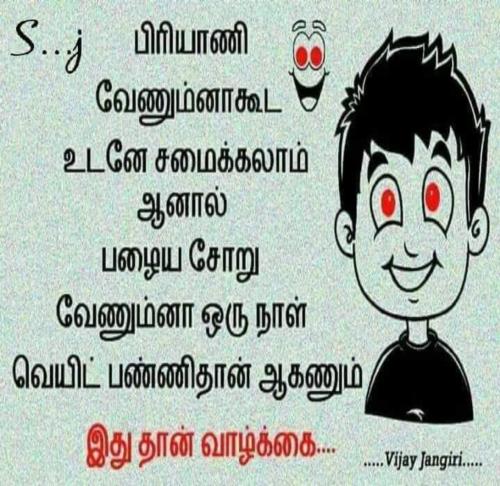 S...j
பிரியாணி
வேணும்னாகூட
உடனே சமைக்கலாம்
ஆனால்
பழைய சோறு
வேணும்னா ஒரு நாள்
வெயிட் பண்ணிதான் ஆகணும்
இது தான் வாழ்க்கை....
.....Vijay Jangiri.....